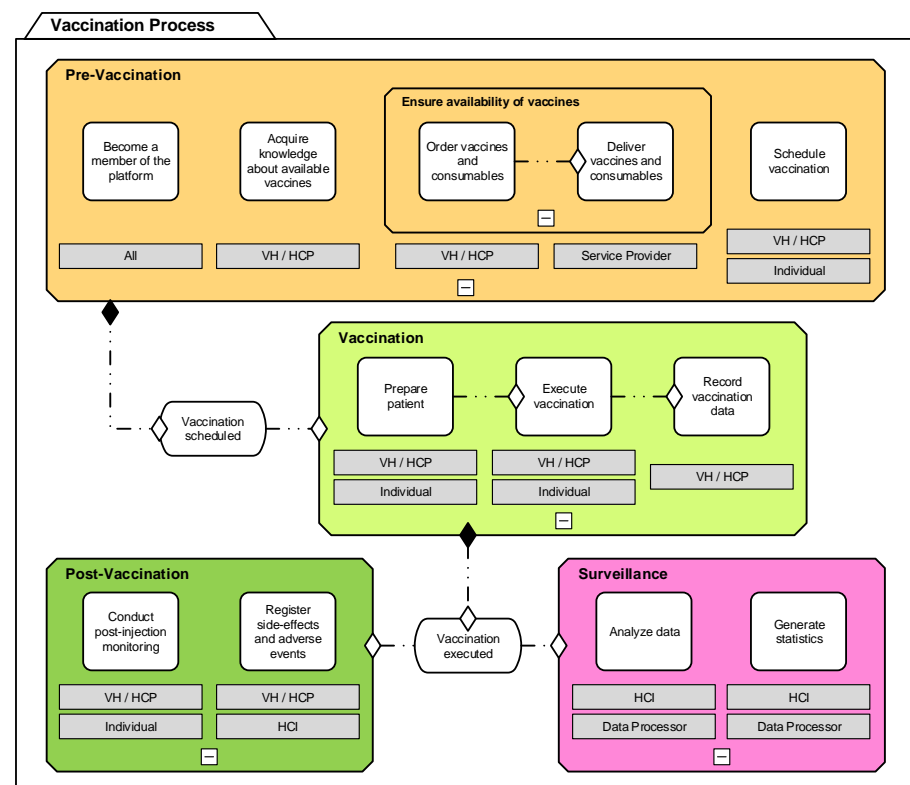 Vaccination Process
Pre-Vaccination
Ensure availability of vaccines
Become a
member of the
platform
Acquire
knowledge
about available
vaccines
Order vaccines
and
consumables
Deliver
vaccines and
consumables
Schedule
vaccination
All
VH / HCP
VH / HCP
Service Provider
VH / HCP
Individual
Vaccination
Prepare
patient
Execute
vaccination
Record
vaccination
data
VH / HCP
Individual
VH / HCP
Individual
VH / HCP
Vaccination
scheduled
Post-Vaccination
Conduct
post-injection
monitoring
Register
side-effects
and adverse
events
VH / HCP
Individual
VH / HCP
HCI
Vaccination
executed
Surveillance
Analyze data
Generate
statistics
HCI
Data Processor
HCI
Data Processor